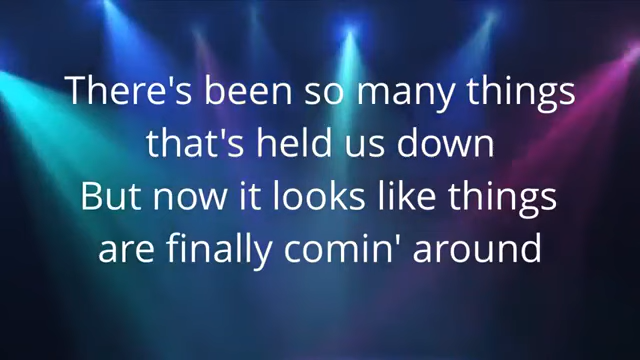 There's been so many things
that's held us down
But now it looks like things
are finally comin' around